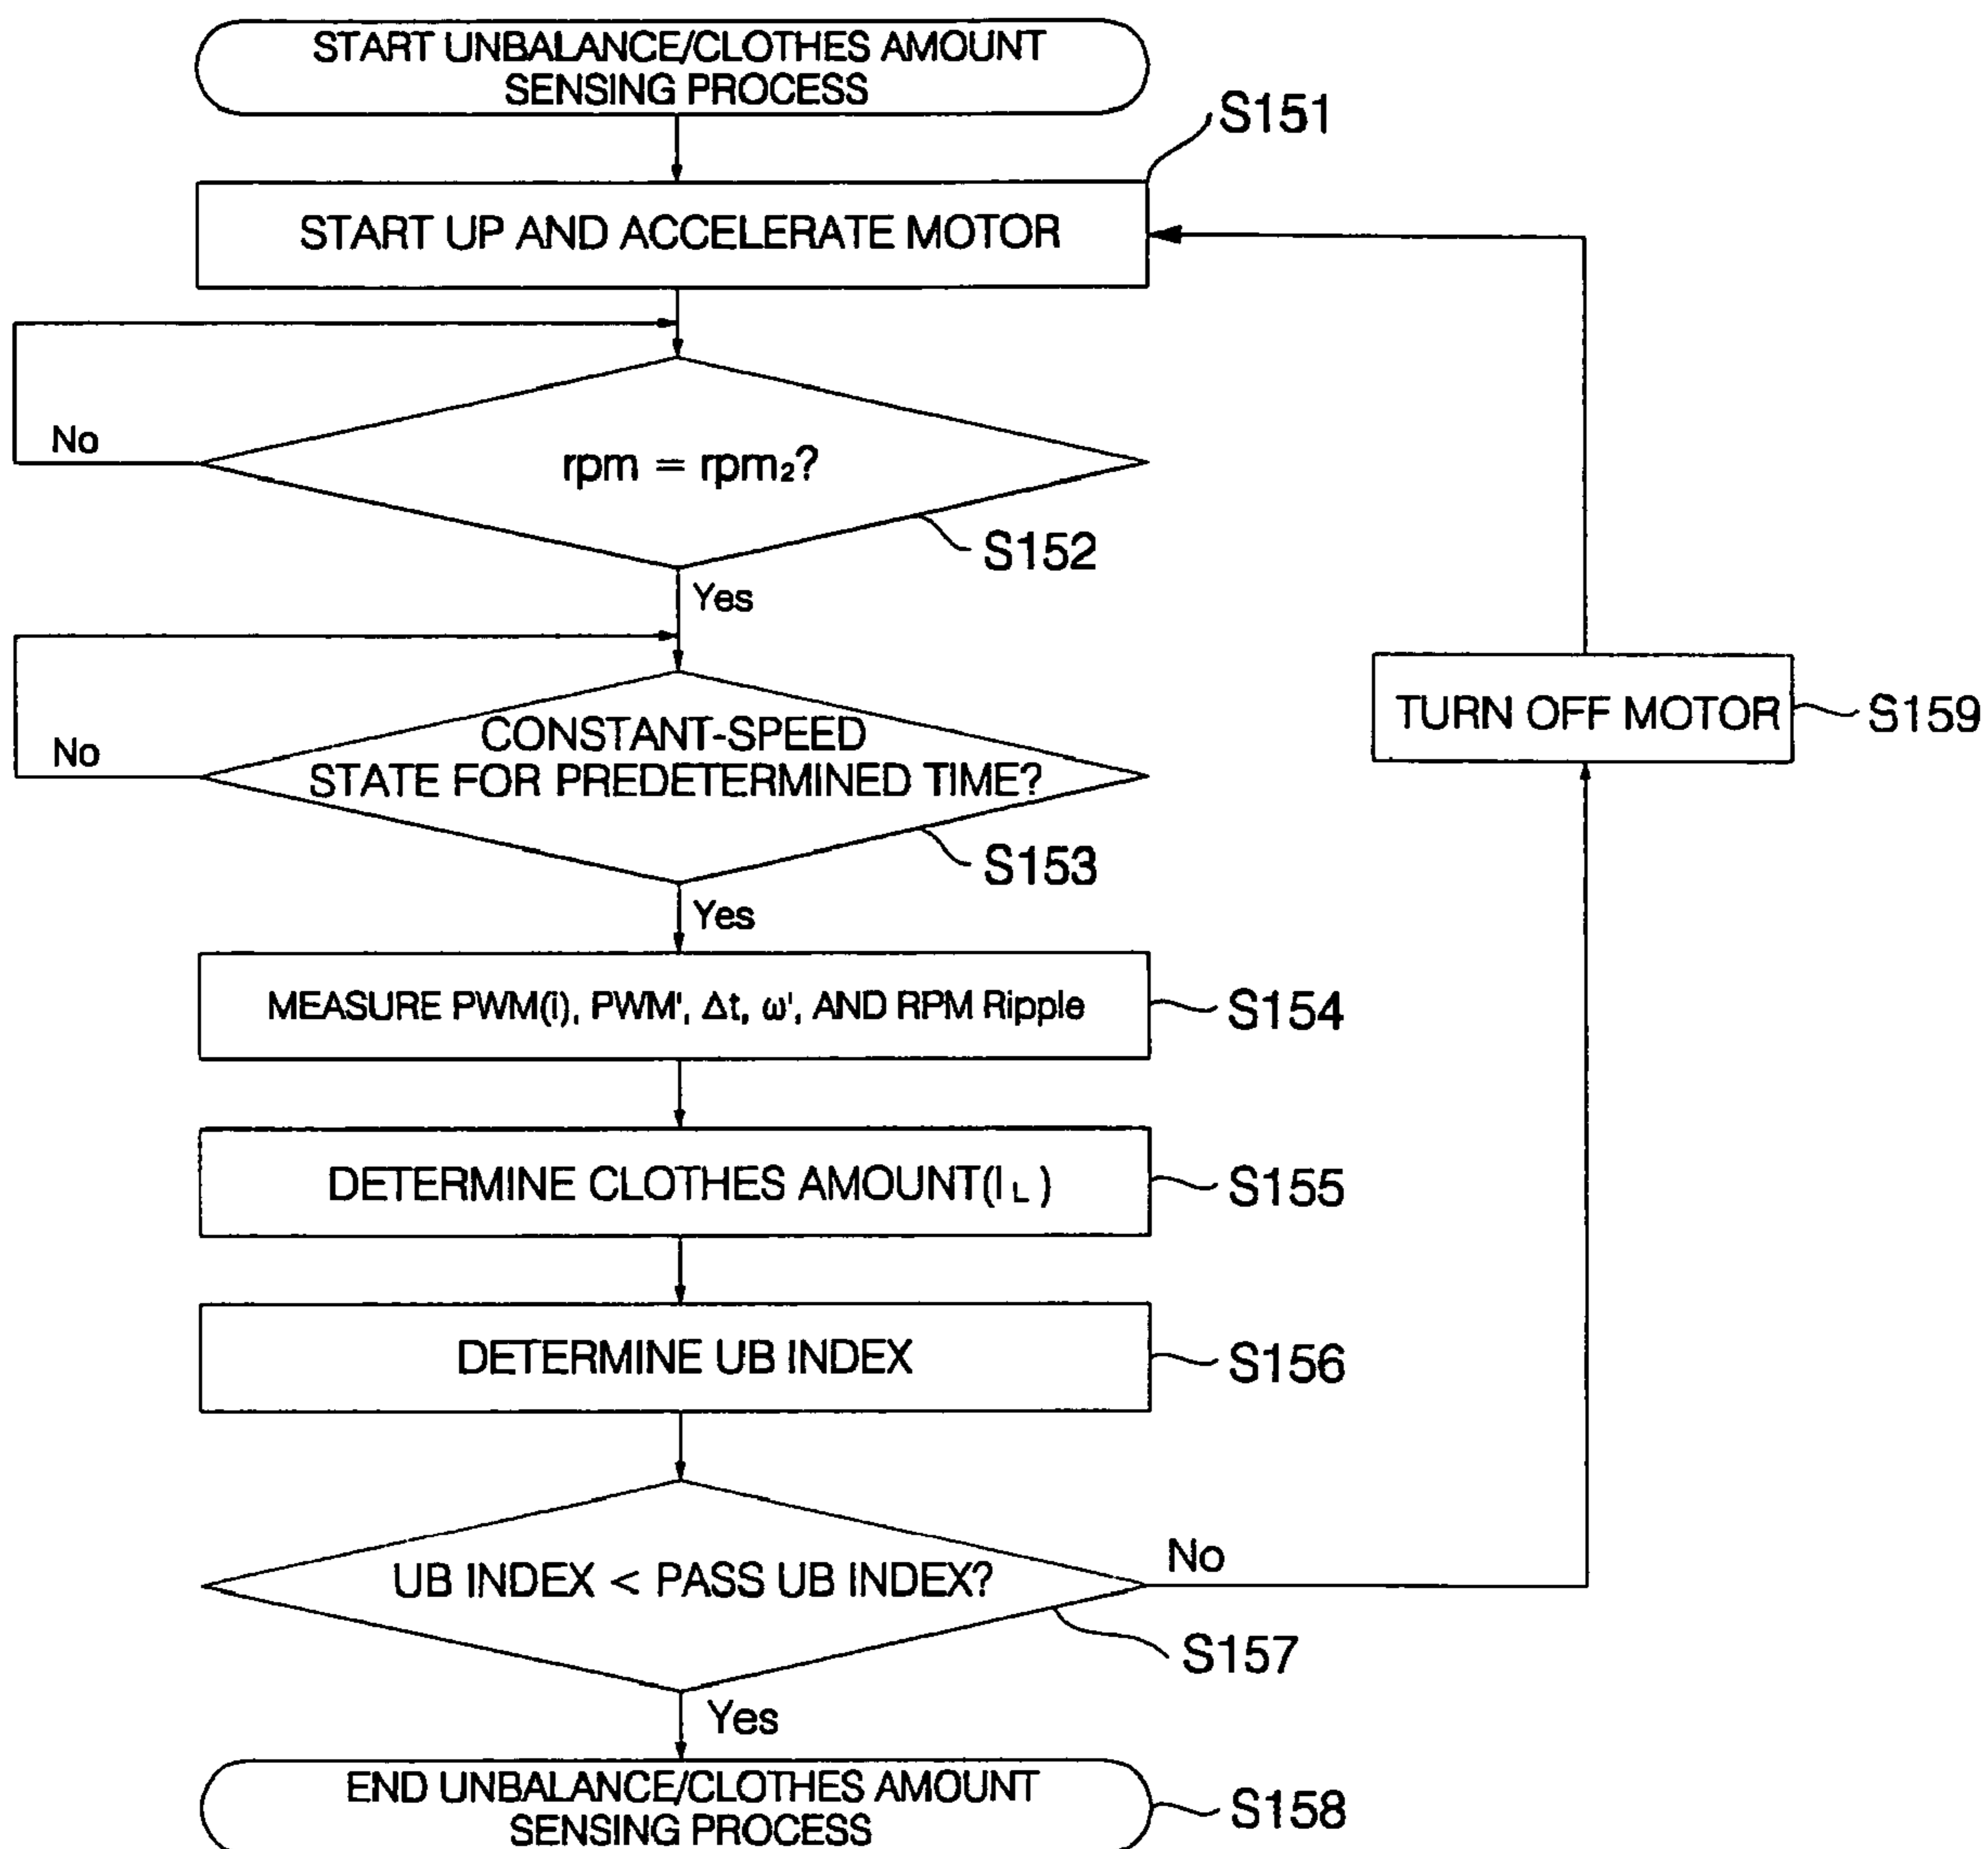 START UNBALANCE/CLOTHES AMOUNT
SENSING PROCESS
S151
START UP AND ACCELERATE MOTOR
No
rpm = rpm₂?
S152
Yes
No
CONSTANT-SPEED
STATE FOR PREDETERMINED TIME?
S153
Yes
TURN OFF MOTOR
S159
MEASURE PWM(i), PWM', Δt, ω', AND RPM Ripple
S154
DETERMINE CLOTHES AMOUNT(I L )
S155
DETERMINE UB INDEX
S156
UB INDEX < PASS UB INDEX?
No
S157
Yes
END UNBALANCE/CLOTHES AMOUNT
SENSING PROCESS
S158